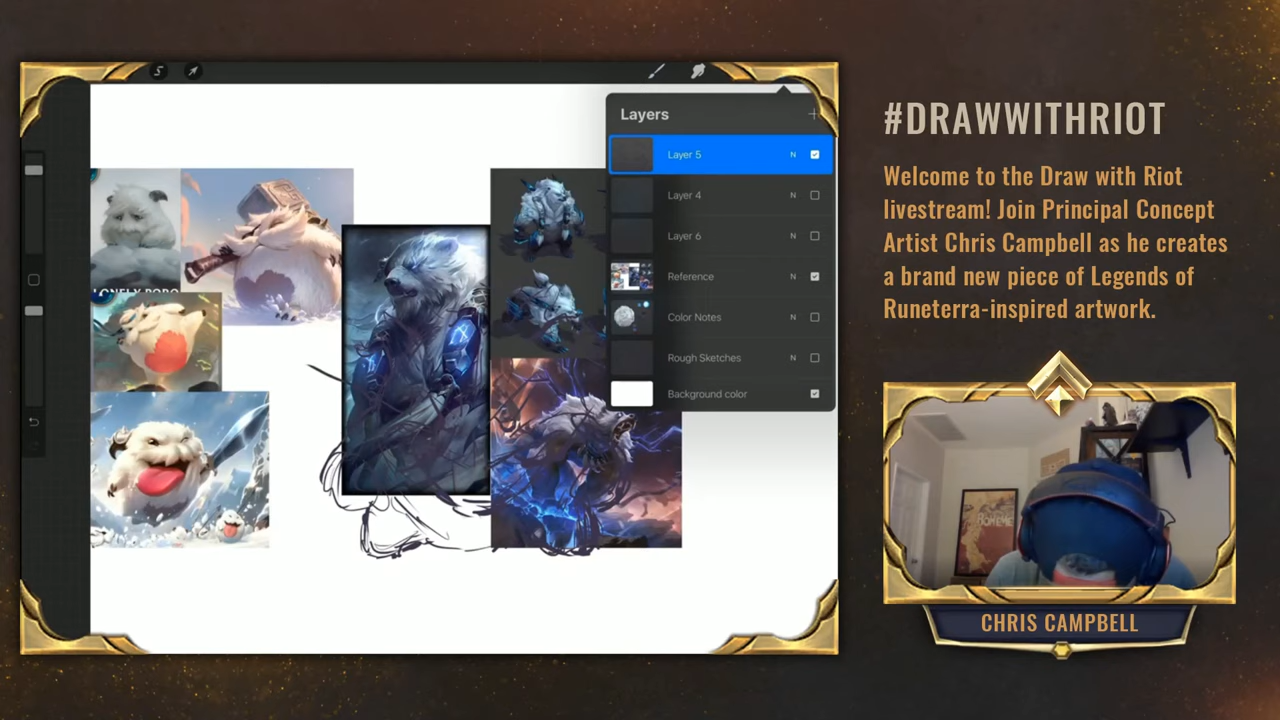 #DRAWWITHRIOT
Welcome to the Draw with Riot
livestream! Join Principal Concept
Artist Chris Campbell as he creates
a brand new piece of Legends of
Runeterra-inspired artwork.
Layers
Layer 5 N
Layer 4 N
Layer 6 N
Reference N
Color Notes N
Rough Sketches N
Background color
CHRIS CAMPBELL